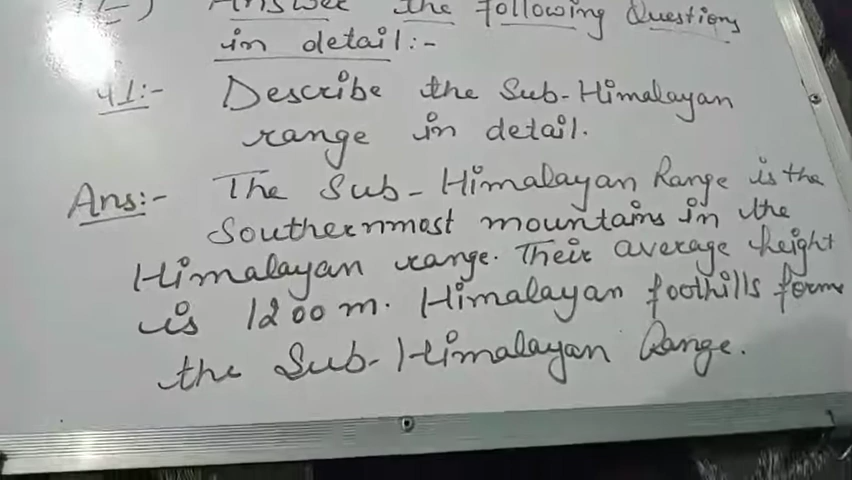 Answer the following Questions
in detail:-
Q1:- Describe the Sub-Himalayan
range in detail.
Ans:- The Sub-Himalayan Range is the
Southernmost mountains in the
Himalayan range. Their average height
is 1200 m. Himalayan foothills form
the Sub-Himalayan Range.